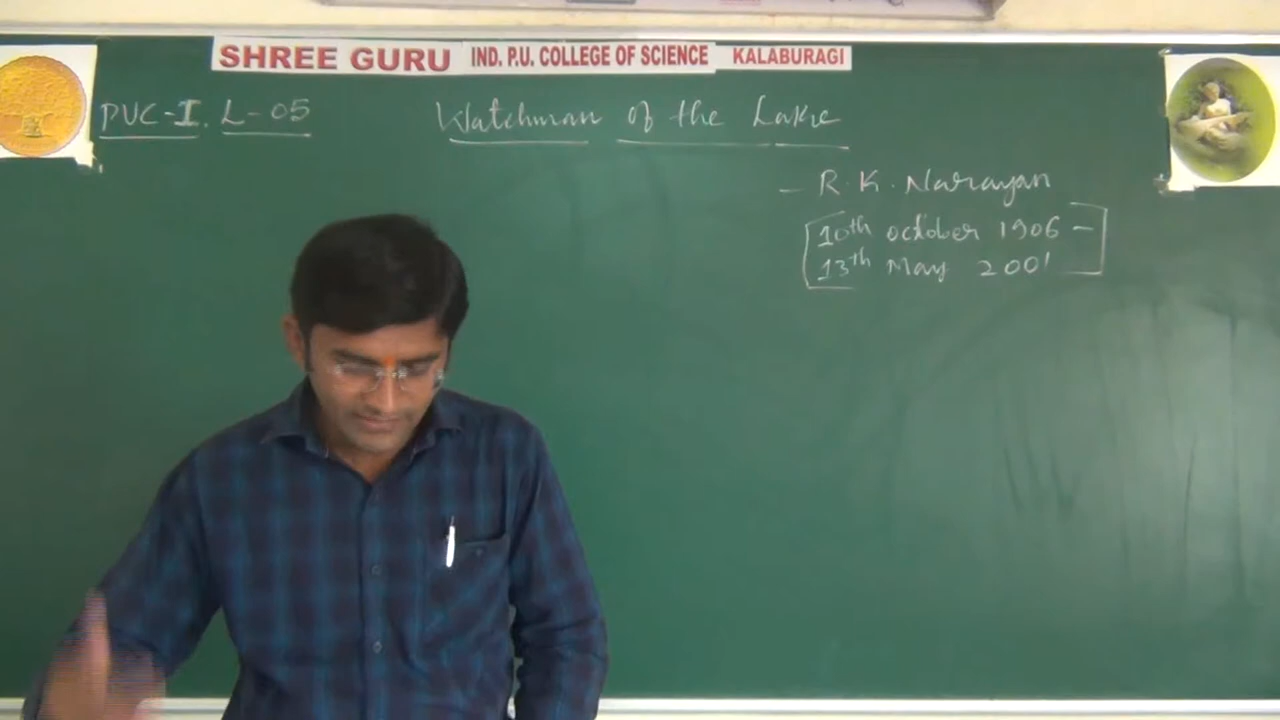 SHREE GURU IND. P.U. COLLEGE OF SCIENCE KALABURAGI
PUC-I. L-05
Watchman of the Lake
- R.K. Narayan
[10th october 1906 -
13th May 2001]